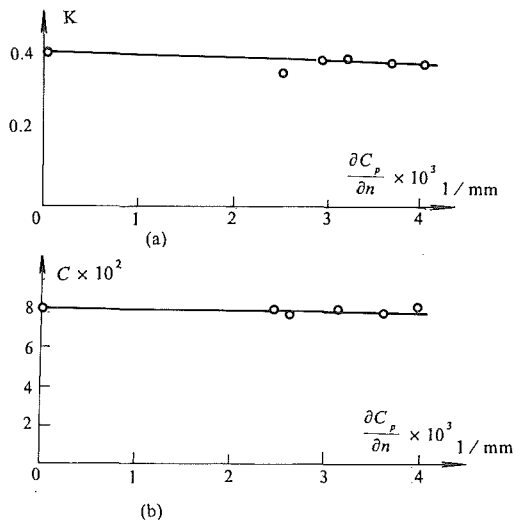 K
0.4
0.2
∂C_p/∂n × 10^3 1/mm
0 1 2 3 4
(a)
C × 10^2
8
6
4
2
∂C_p/∂n × 10^3 1/mm
0 1 2 3 4
(b)